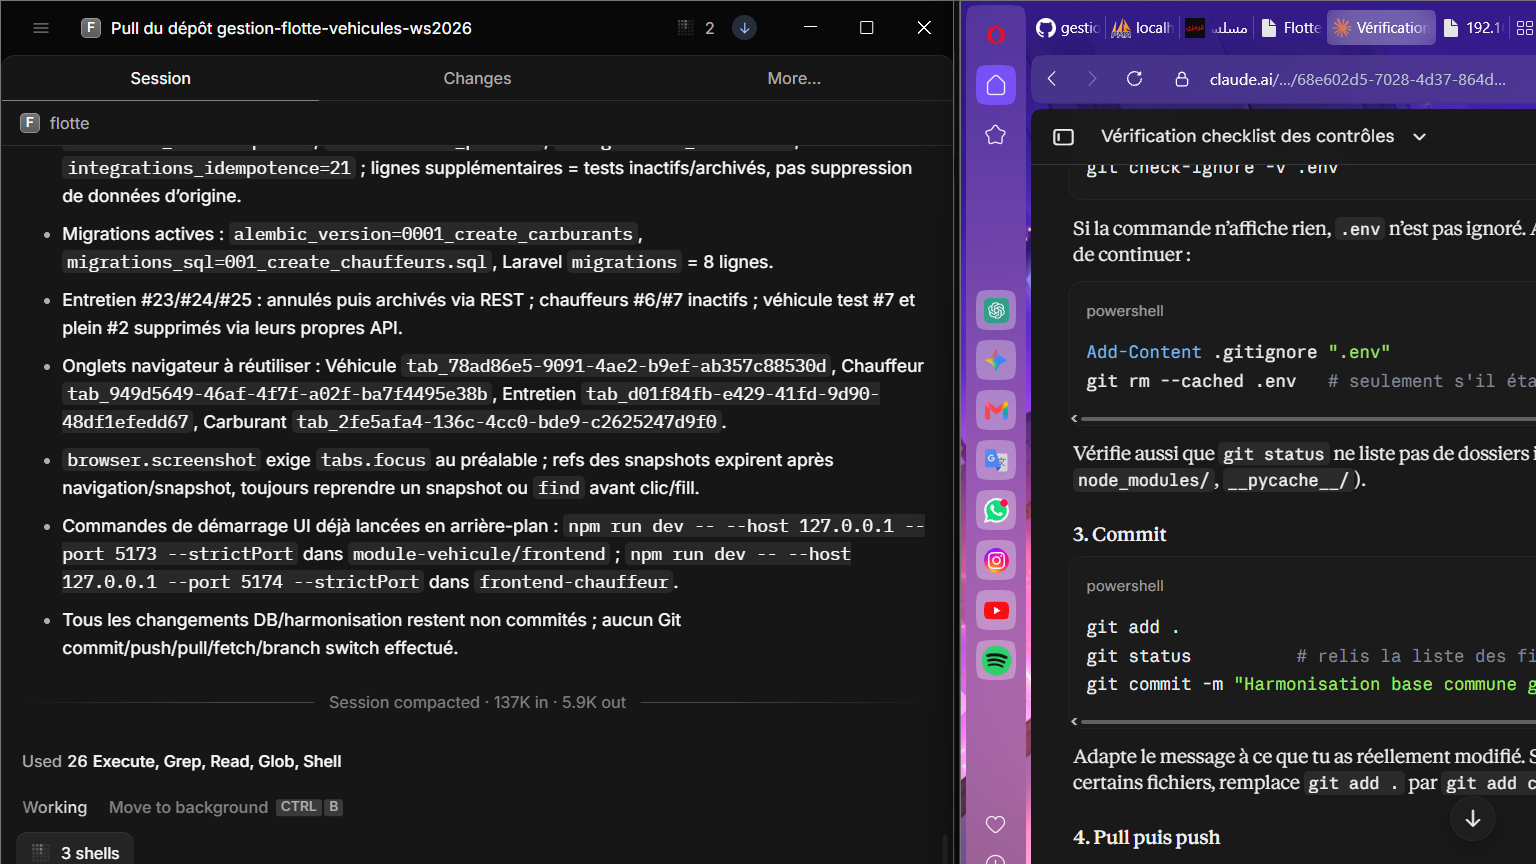 F Pull du dépôt gestion-flotte-vehicules-ws2026 2
Session Changes More...
F flotte
integrations_idempotence=21 ; lignes supplémentaires = tests inactifs/archivés, pas suppression
de données d’origine.
Migrations actives : alembic_version=0001_create_carburants ,
migrations_sql=001_create_chauffeurs.sql , Laravel migrations = 8 lignes.
Entretien #23/#24/#25 : annulés puis archivés via REST ; chauffeurs #6/#7 inactifs ; véhicule test #7 et
plein #2 supprimés via leurs propres API.
Onglets navigateur à réutiliser : Véhicule tab_78ad86e5-9091-4ae2-b9ef-ab357c88530d , Chauffeur
tab_949d5649-46af-4f7f-a02f-ba7f4495e38b , Entretien tab_d01f84fb-e429-41fd-9d90-
48df1efedd67 , Carburant tab_2fe5afa4-136c-4cc0-bde9-c2625247d9f0 .
browser.screenshot exige tabs.focus au préalable ; refs des snapshots expirent après
navigation/snapshot, toujours reprendre un snapshot ou find avant clic/fill.
Commandes de démarrage UI déjà lancées en arrière-plan : npm run dev -- --host 127.0.0.1 --
port 5173 --strictPort dans module-vehicule/frontend ; npm run dev -- --host
127.0.0.1 --port 5174 --strictPort dans frontend-chauffeur .
Tous les changements DB/harmonisation restent non commités ; aucun Git
commit/push/pull/fetch/branch switch effectué.
Session compacted · 137K in · 5.9K out
Used 26 Execute, Grep, Read, Glob, Shell
Working Move to background CTRL B
3 shells
gestio localh مسلس Flotte Vérification 192.1
claude.ai/.../68e602d5-7028-4d37-864d...
Vérification checklist des contrôles
git check-ignore -v .env
Si la commande n’affiche rien, .env n’est pas ignoré. A
de continuer :
powershell
Add-Content .gitignore ".env"
git rm --cached .env # seulement s'il éta
Vérifie aussi que git status ne liste pas de dossiers i
node_modules/ , __pycache__/ ).
3. Commit
powershell
git add .
git status # relis la liste des fi
git commit -m "Harmonisation base commune g
Adapte le message à ce que tu as réellement modifié. S
certains fichiers, remplace git add . par git add c
4. Pull puis push